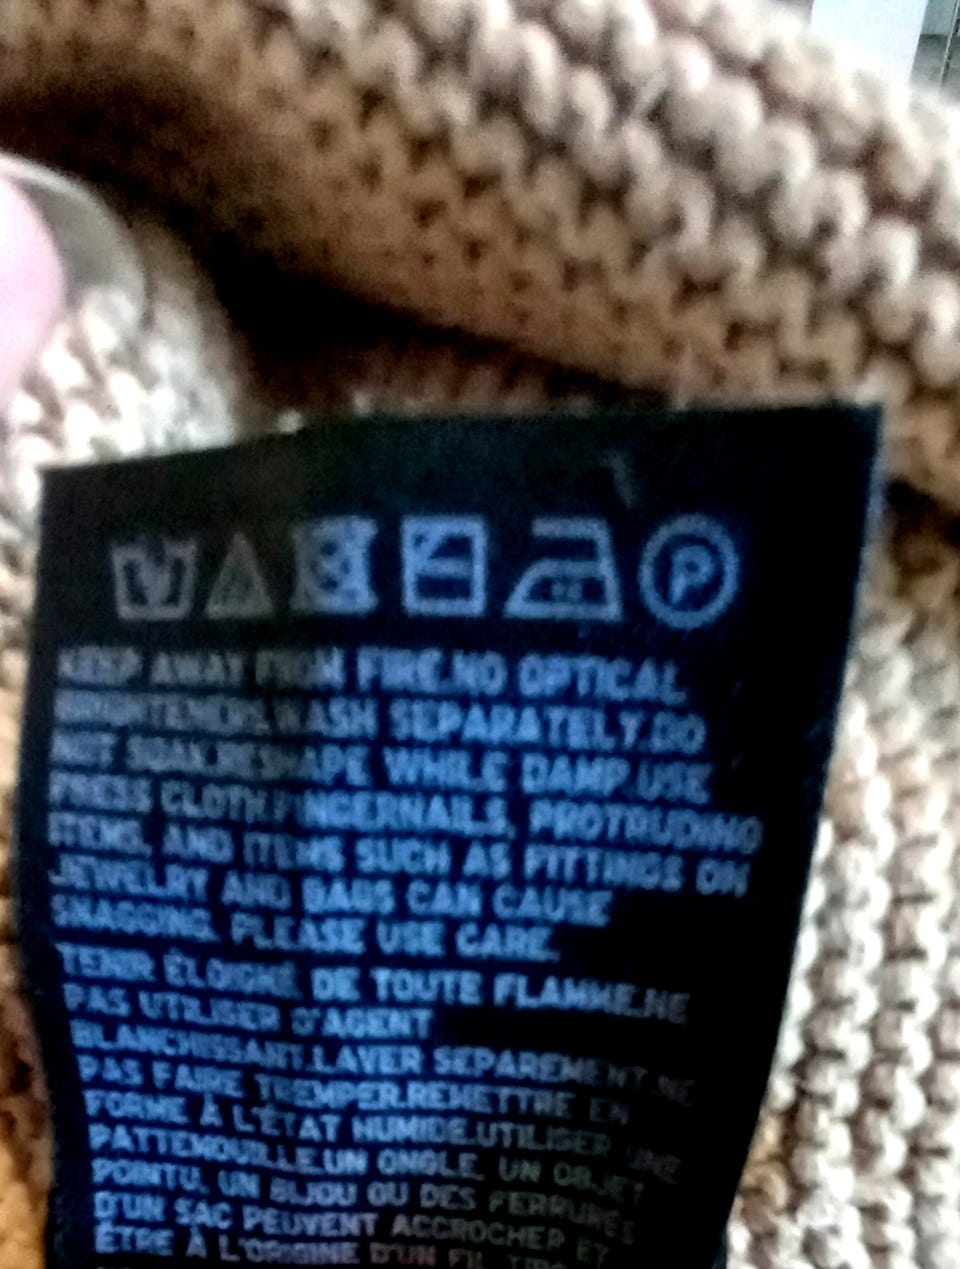 P
KEEP AWAY FROM FIRE.NO OPTICAL
BRIGHTENERS.WASH SEPARATELY.DO
NOT SOAK.RESHAPE WHILE DAMP.USE
PRESS CLOTH.FINGERNAILS, PROTRUDING
ITEMS, AND ITEMS SUCH AS FITTINGS ON
JEWELRY AND BAGS CAN CAUSE
SNAGGING. PLEASE USE CARE.
TENIR ÉLOIGNÉ DE TOUTE FLAMME.NE
PAS UTILISER D'AGENT
BLANCHISSANT.LAVER SEPAREMENT.NE
PAS FAIRE TREMPER.REMETTRE EN
FORME À L'ÉTAT HUMIDE.UTILISER UNE
PATTEMOUILLE.UN ONGLE, UN OBJET
POINTU, UN BIJOU OU DES FERRURES
D'UN SAC PEUVENT ACCROCHER ET
ÊTRE À L'ORIGINE D'UN FIL TIRÉ